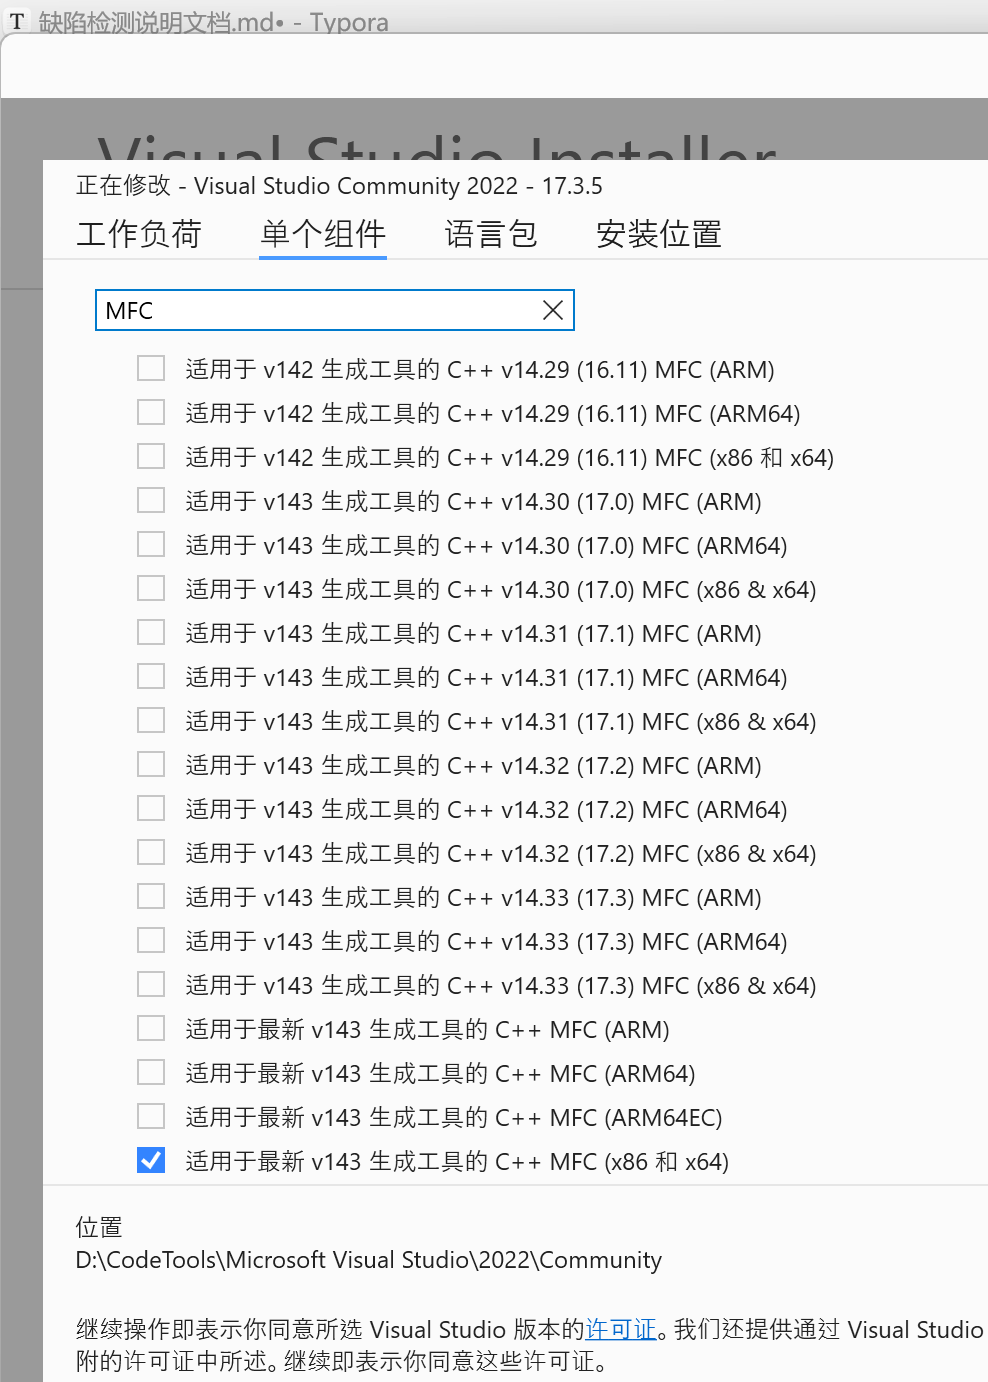 T 缺陷检测说明文档.md• - Typora
Visual Studio Installer
正在修改 - Visual Studio Community 2022 - 17.3.5
工作负荷 单个组件 语言包 安装位置
MFC
适用于 v142 生成工具的 C++ v14.29 (16.11) MFC (ARM)
适用于 v142 生成工具的 C++ v14.29 (16.11) MFC (ARM64)
适用于 v142 生成工具的 C++ v14.29 (16.11) MFC (x86 和 x64)
适用于 v143 生成工具的 C++ v14.30 (17.0) MFC (ARM)
适用于 v143 生成工具的 C++ v14.30 (17.0) MFC (ARM64)
适用于 v143 生成工具的 C++ v14.30 (17.0) MFC (x86 & x64)
适用于 v143 生成工具的 C++ v14.31 (17.1) MFC (ARM)
适用于 v143 生成工具的 C++ v14.31 (17.1) MFC (ARM64)
适用于 v143 生成工具的 C++ v14.31 (17.1) MFC (x86 & x64)
适用于 v143 生成工具的 C++ v14.32 (17.2) MFC (ARM)
适用于 v143 生成工具的 C++ v14.32 (17.2) MFC (ARM64)
适用于 v143 生成工具的 C++ v14.32 (17.2) MFC (x86 & x64)
适用于 v143 生成工具的 C++ v14.33 (17.3) MFC (ARM)
适用于 v143 生成工具的 C++ v14.33 (17.3) MFC (ARM64)
适用于 v143 生成工具的 C++ v14.33 (17.3) MFC (x86 & x64)
适用于最新 v143 生成工具的 C++ MFC (ARM)
适用于最新 v143 生成工具的 C++ MFC (ARM64)
适用于最新 v143 生成工具的 C++ MFC (ARM64EC)
适用于最新 v143 生成工具的 C++ MFC (x86 和 x64)
位置
D:\CodeTools\Microsoft Visual Studio\2022\Community
继续操作即表示你同意所选 Visual Studio 版本的许可证。我们还提供通过 Visual Studio
附的许可证中所述。继续即表示你同意这些许可证。